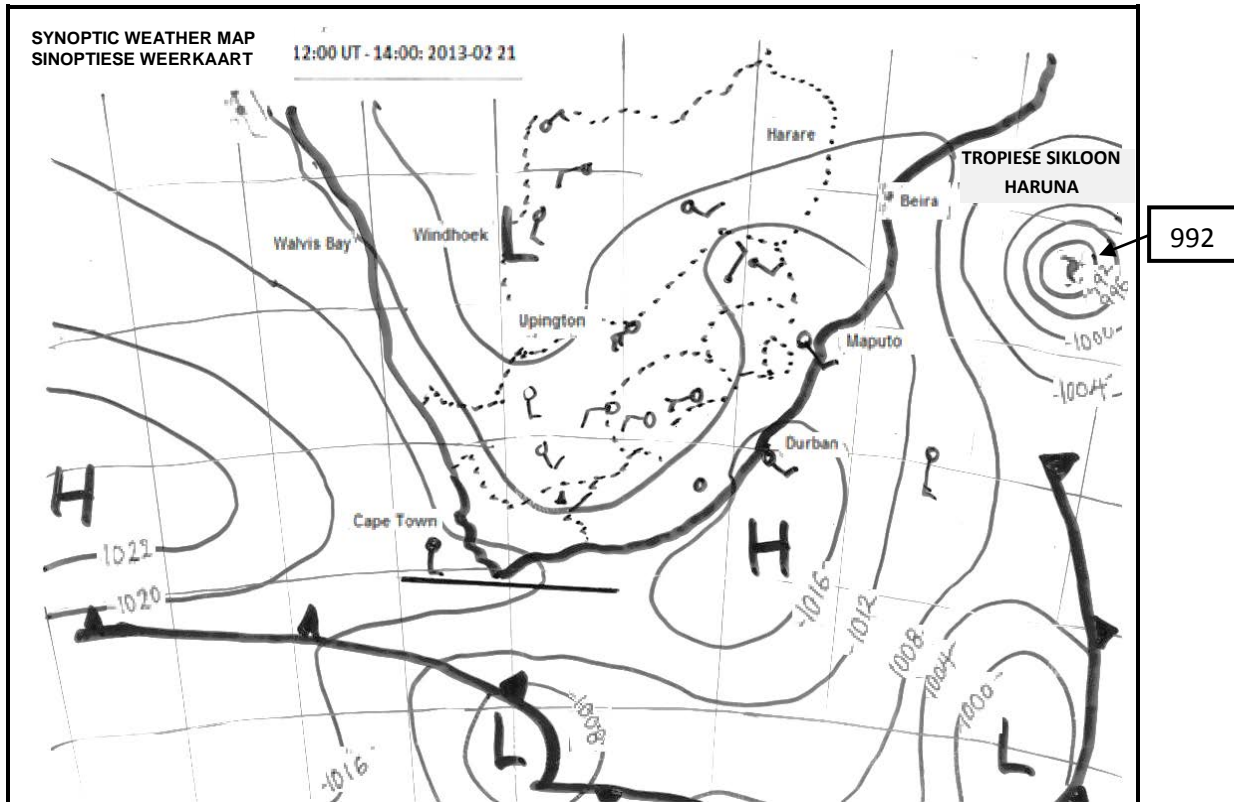 SYNOPTIC WEATHER MAP
SINOPTIESE WEERKAART
12:00 UT - 14:00: 2013-02 21
Harare
TROPIESE SIKLOON
HARUNA
Beira
992
Walvis Bay
Windhoek
L
996
-1000-
Upington
Maputo
-1004-
Durban
H
Cape Town
H
-1022-
-1020-
-1016-
1012
1008-
1004-
-1000-
-1008-
L
L
-1016-